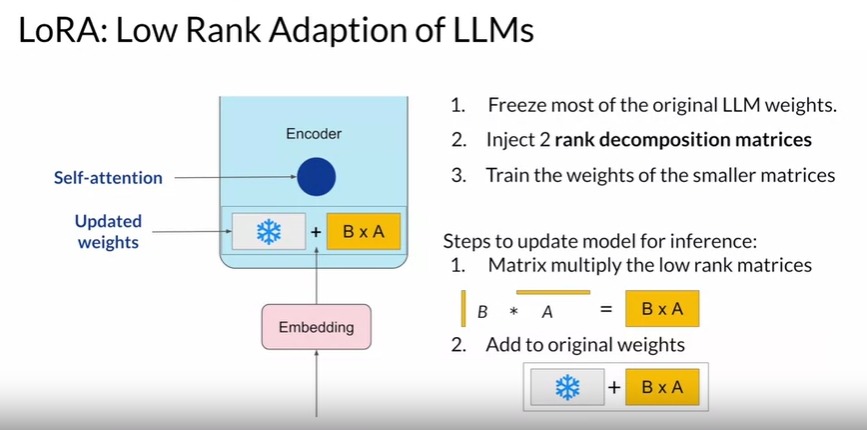 LoRA: Low Rank Adaption of LLMs
Encoder
Self-attention
Updated
weights
+ B x A
Embedding
1. Freeze most of the original LLM weights.
2. Inject 2 rank decomposition matrices
3. Train the weights of the smaller matrices
Steps to update model for inference:
1. Matrix multiply the low rank matrices
B * A = B x A
2. Add to original weights
+ B x A